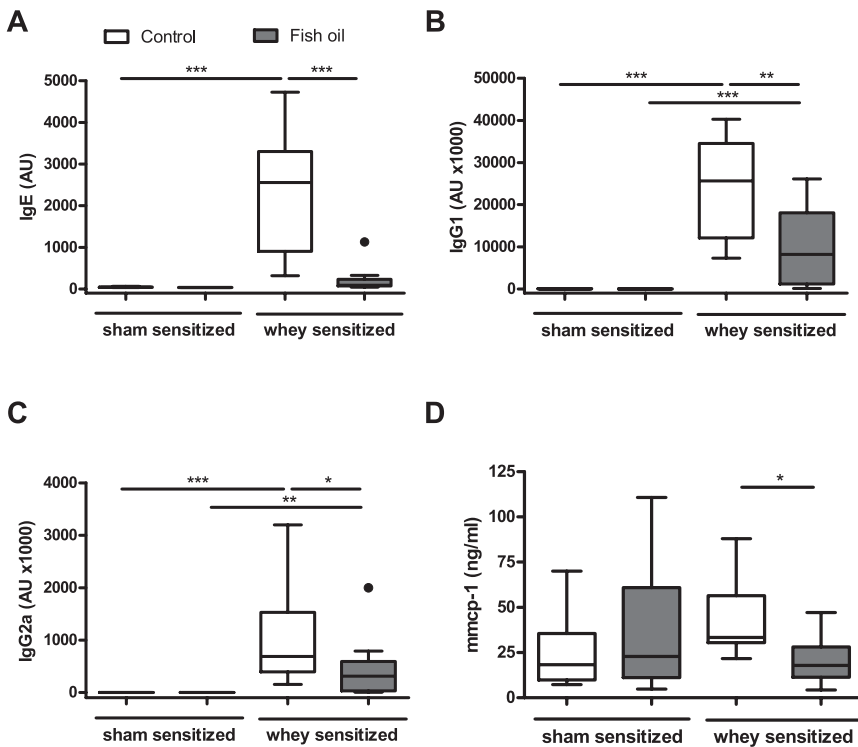 A
Control
Fish oil
IgE (AU)
5000
4000
3000
2000
1000
0
***
***
sham sensitized
whey sensitized
B
IgG1 (AU x1000)
50000
40000
30000
20000
10000
0
***
**
***
sham sensitized
whey sensitized
C
IgG2a (AU x1000)
4000
3000
2000
1000
0
***
*
**
sham sensitized
whey sensitized
D
mmcp-1 (ng/ml)
125
100
75
50
25
0
*
sham sensitized
whey sensitized